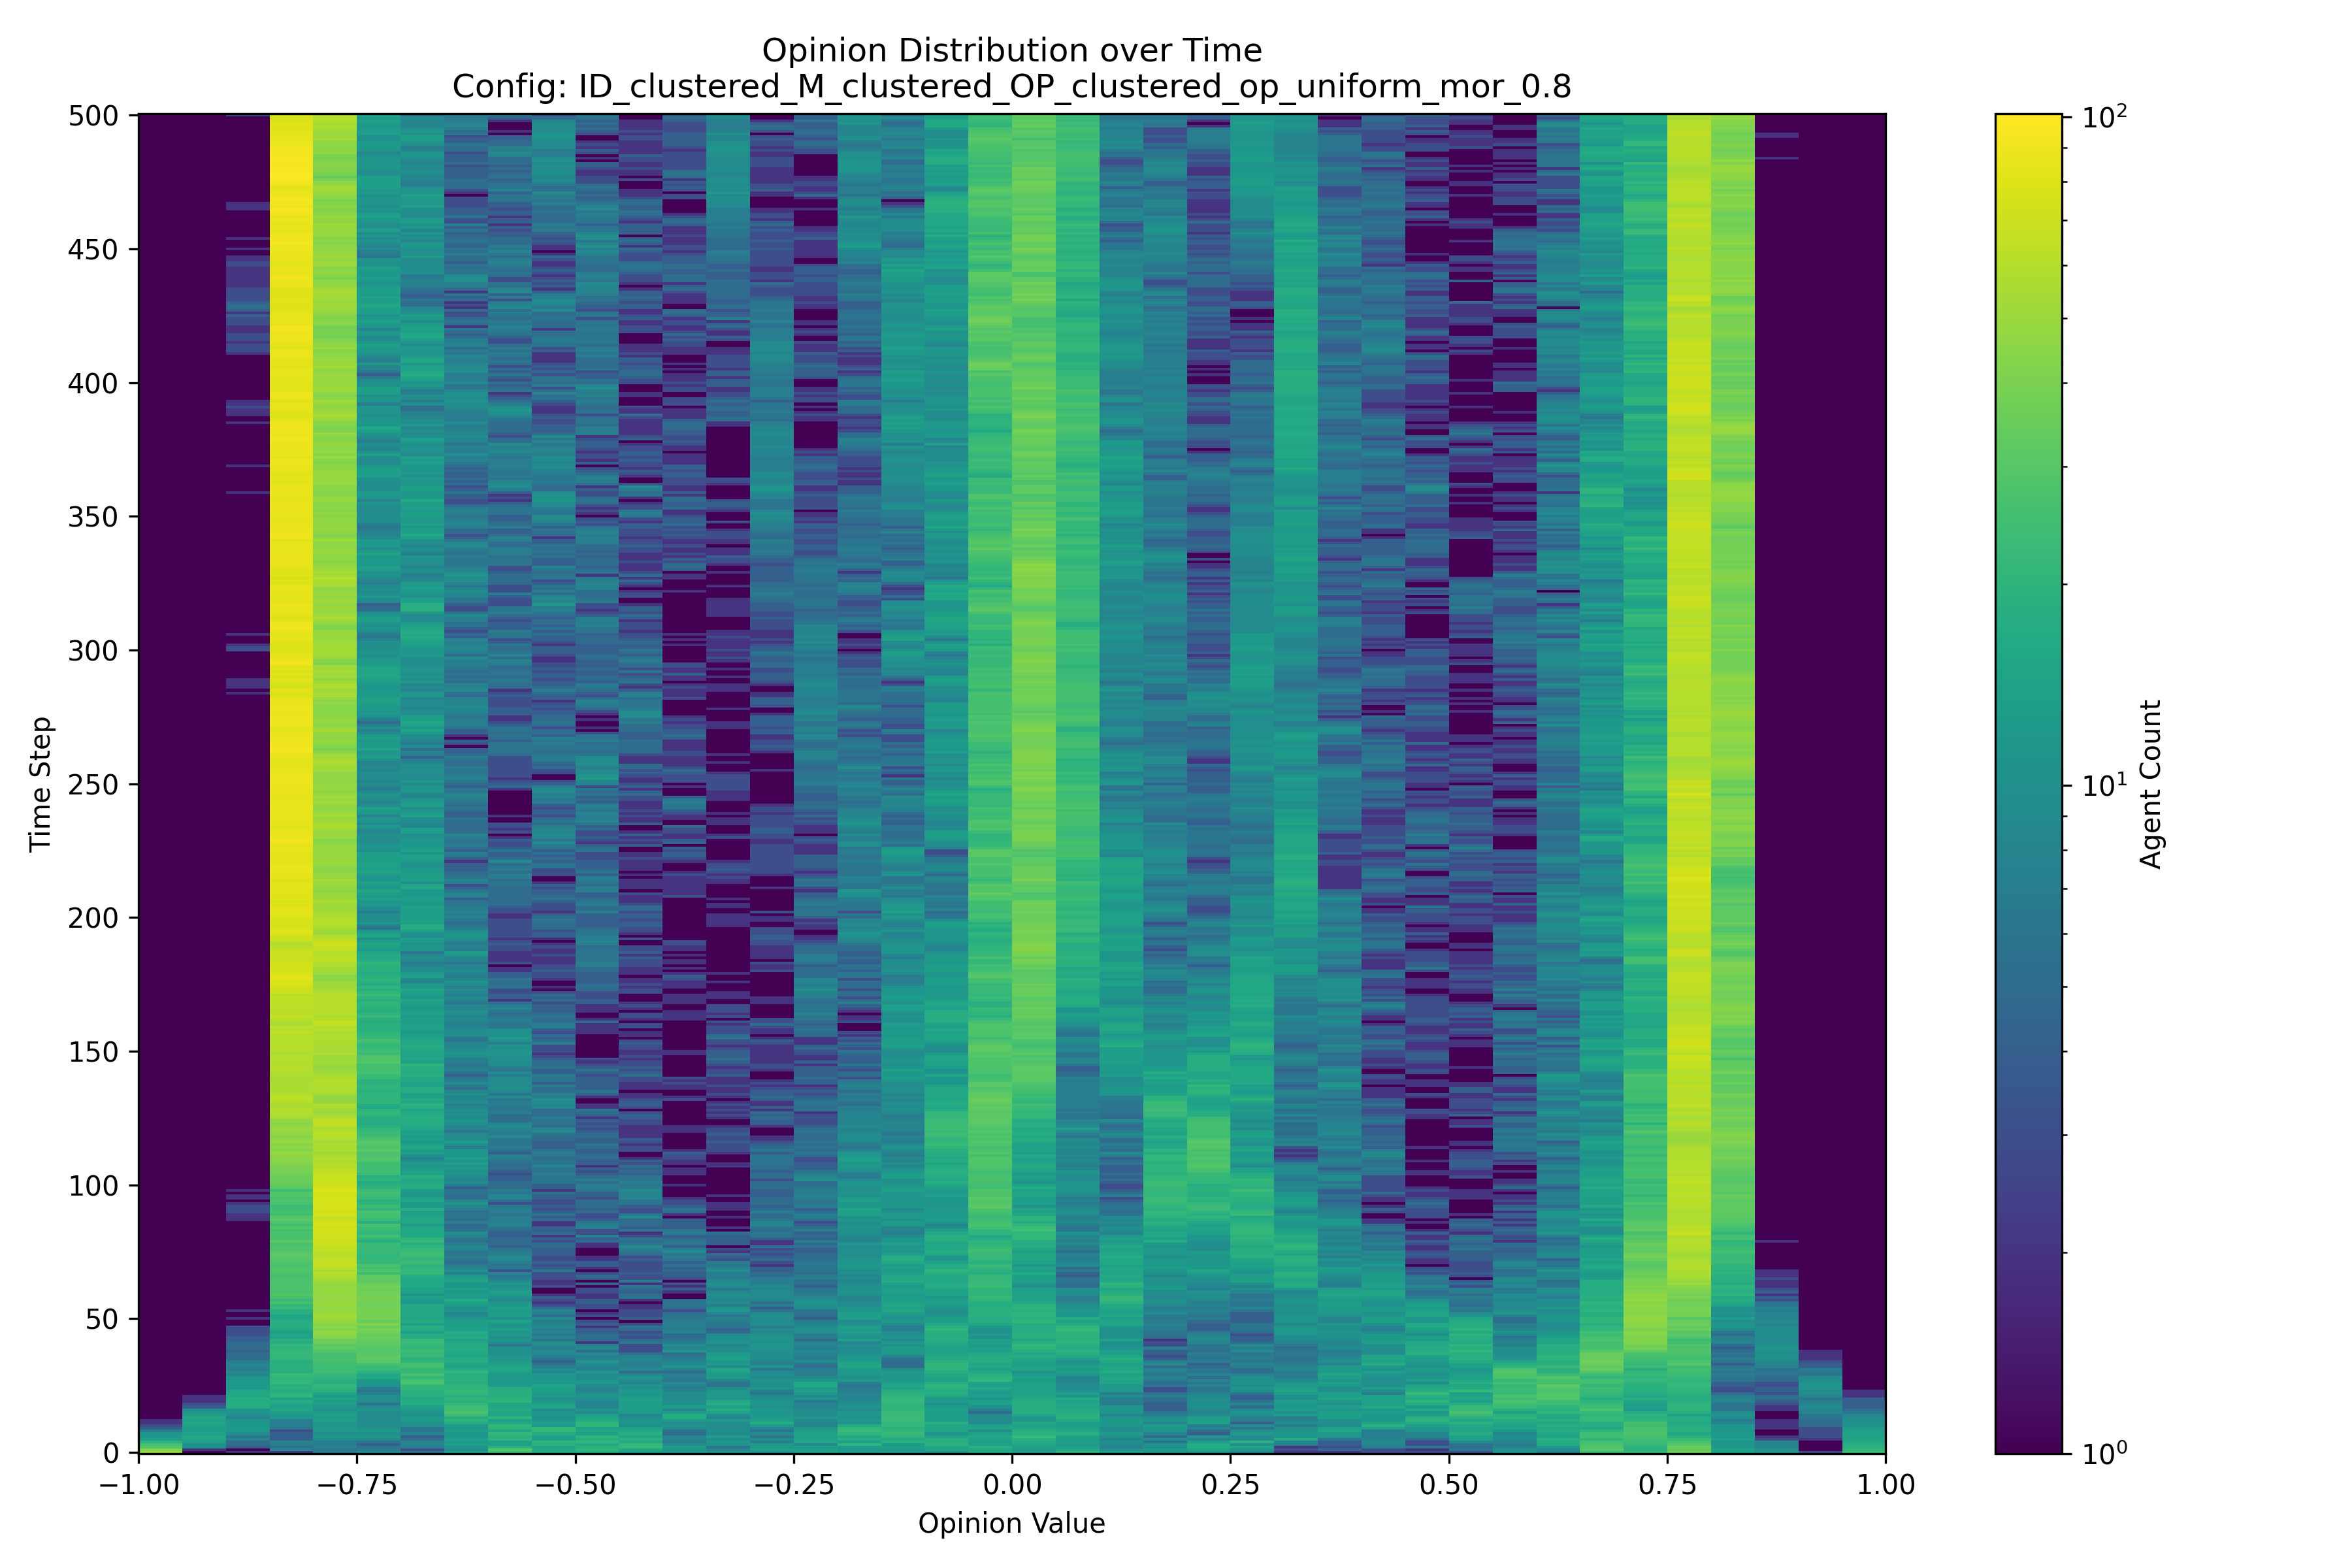 Opinion Distribution over Time
Config: ID_clustered_M_clustered_OP_clustered_op_uniform_mor_0.8
500
450
400
350
300
250
200
150
100
50
0
Time Step
−1.00 −0.75 −0.50 −0.25 0.00 0.25 0.50 0.75 1.00
Opinion Value
10²
10¹
10⁰
Agent Count